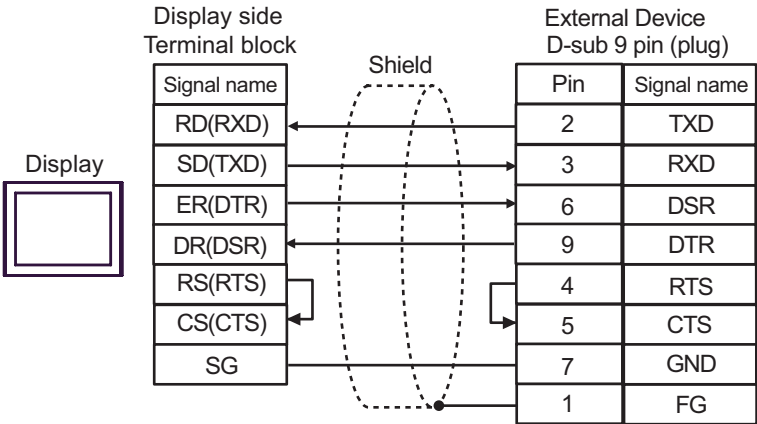 Display side
Terminal block
External Device
D-sub 9 pin (plug)
Shield
Signal name
Pin
Signal name
RD(RXD)
2
TXD
SD(TXD)
3
RXD
Display
ER(DTR)
6
DSR
DR(DSR)
9
DTR
RS(RTS)
4
RTS
CS(CTS)
5
CTS
SG
7
GND
1
FG